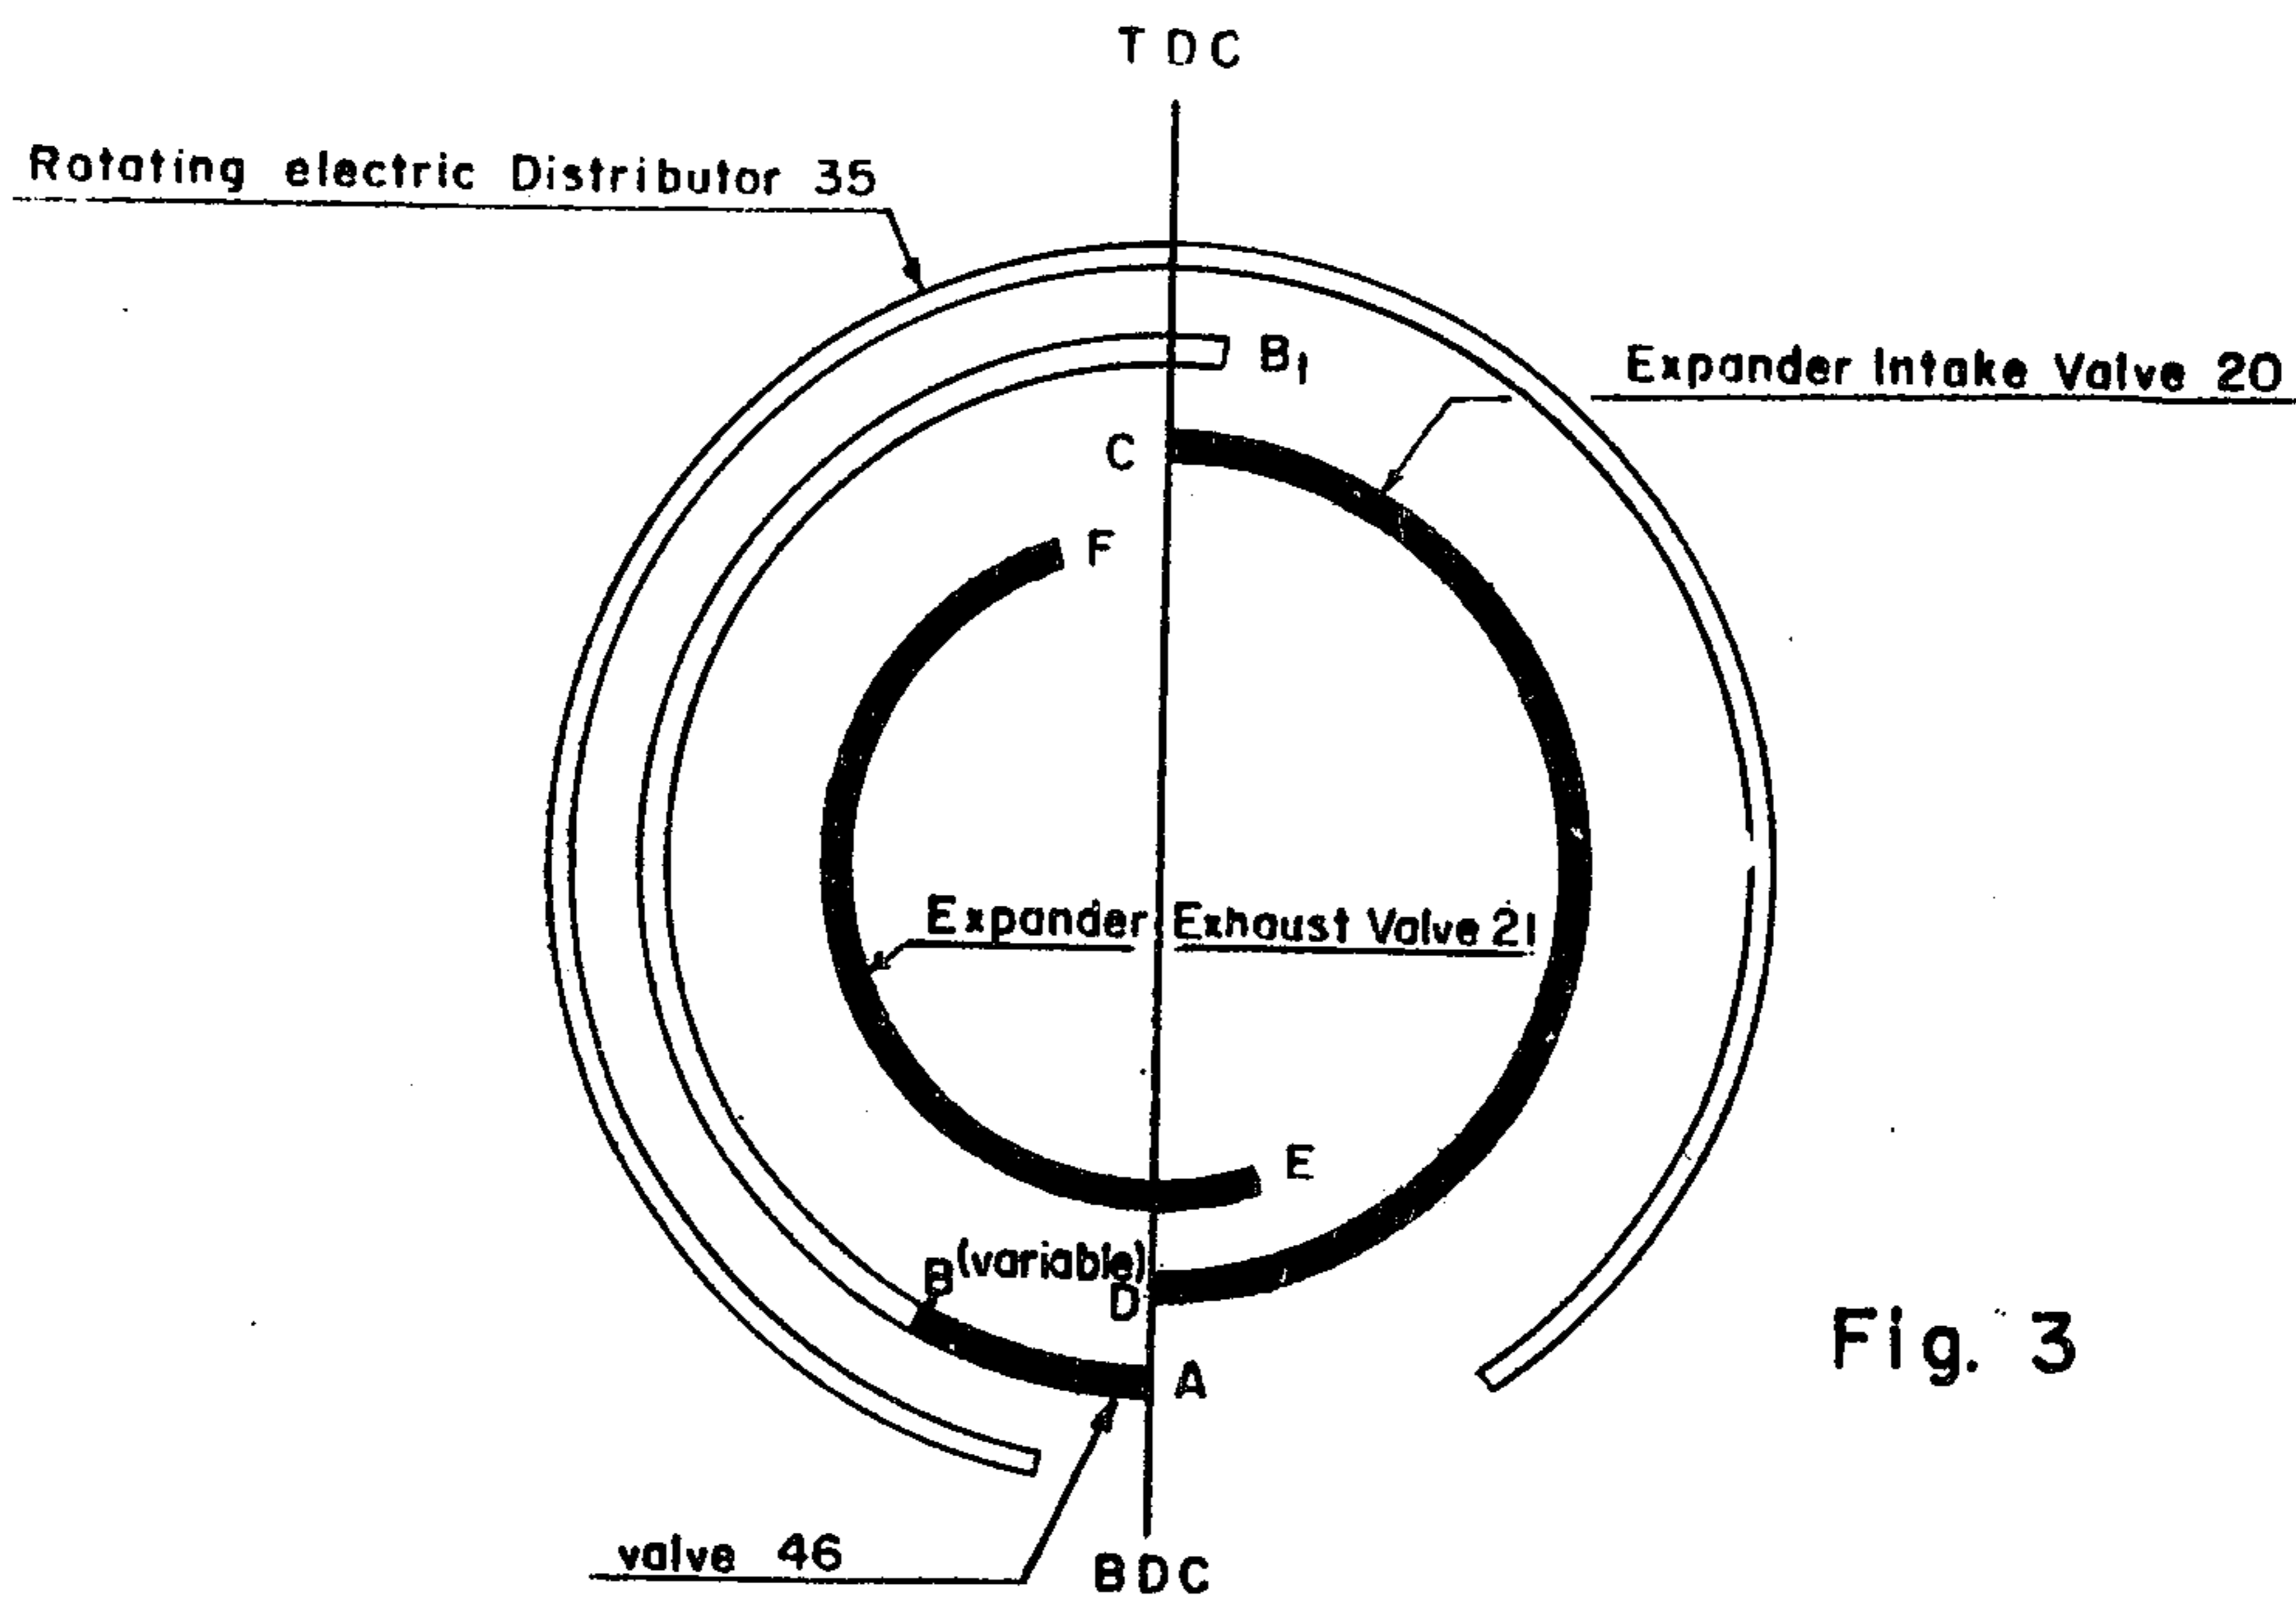 TDC
Rotating electric Distributor 35
B1
Expander Intake Valve 20
C
F
Expander Exhaust Valve 21
E
B (variable)
D
A
Fig. 3
valve 46
BDC